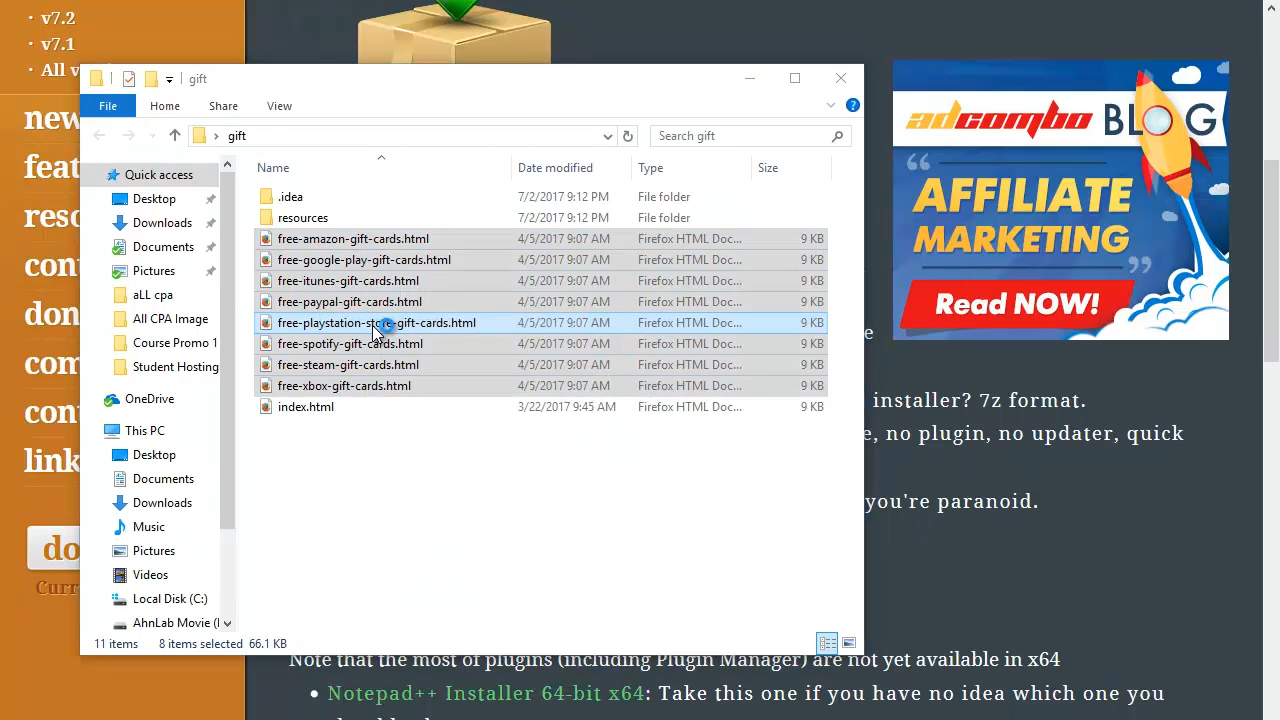 · v7.2
· v7.1
· All v
new
feat
reso
con
don
com
con
link
do
Curr
gift
File
Home
Share
View
gift
Search gift
Name
Date modified
Type
Size
Quick access
Desktop
Downloads
Documents
Pictures
aLL cpa
All CPA Image
Course Promo 1
Student Hosting
OneDrive
This PC
Desktop
Documents
Downloads
Music
Pictures
Videos
Local Disk (C:)
AhnLab Movie (
.idea 7/2/2017 9:12 PM File folder
resources 7/2/2017 9:12 PM File folder
free-amazon-gift-cards.html 4/5/2017 9:07 AM Firefox HTML Doc... 9 KB
free-google-play-gift-cards.html 4/5/2017 9:07 AM Firefox HTML Doc... 9 KB
free-itunes-gift-cards.html 4/5/2017 9:07 AM Firefox HTML Doc... 9 KB
free-paypal-gift-cards.html 4/5/2017 9:07 AM Firefox HTML Doc... 9 KB
free-playstation-store-gift-cards.html 4/5/2017 9:07 AM Firefox HTML Doc... 9 KB
free-spotify-gift-cards.html 4/5/2017 9:07 AM Firefox HTML Doc... 9 KB
free-steam-gift-cards.html 4/5/2017 9:07 AM Firefox HTML Doc... 9 KB
free-xbox-gift-cards.html 4/5/2017 9:07 AM Firefox HTML Doc... 9 KB
index.html 3/22/2017 9:45 AM Firefox HTML Doc... 9 KB
11 items 8 items selected 66.1 KB
adcombo BLOG
“ AFFILIATE
MARKETING ”
Read NOW!
e
installer? 7z format.
e, no plugin, no updater, quick
you're paranoid.
Note that the most of plugins (including Plugin Manager) are not yet available in x64
• Notepad++ Installer 64-bit x64: Take this one if you have no idea which one you